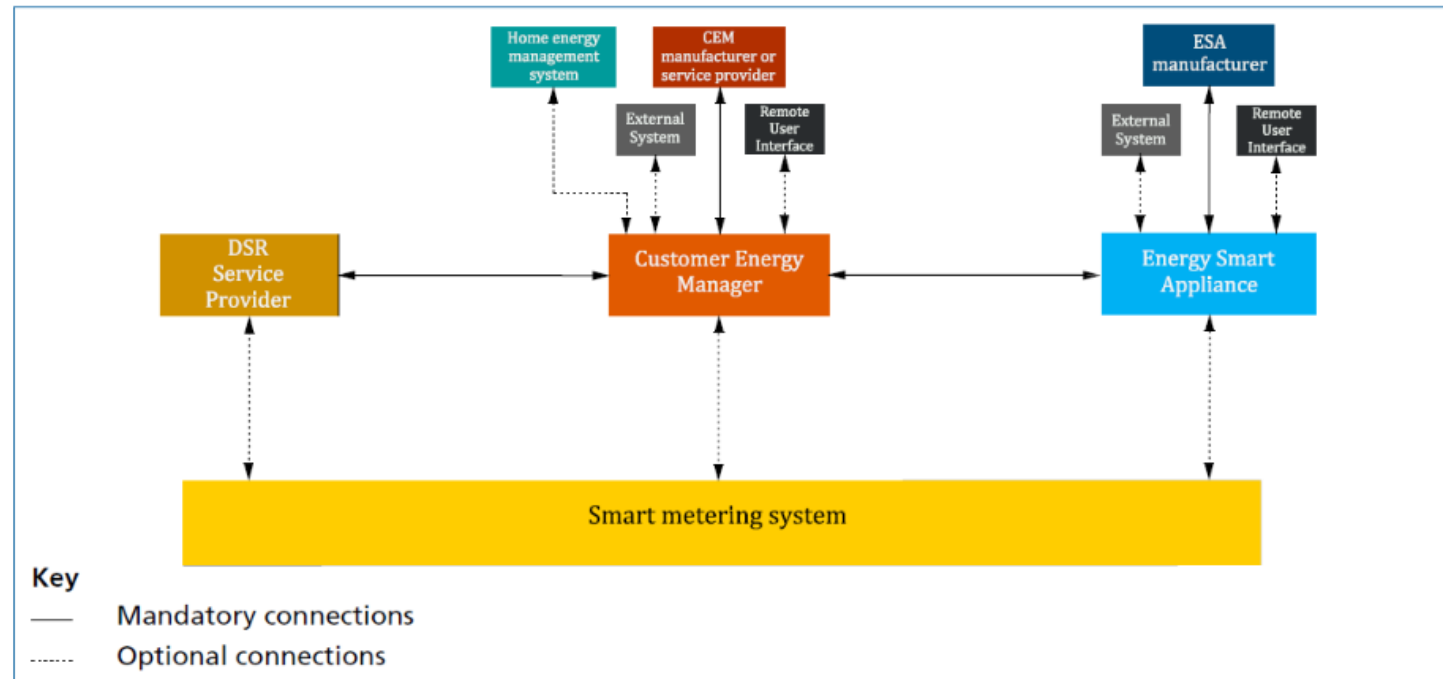 Home energy
management
system
CEM
manufacturer or
service provider
ESA
manufacturer
External
System
Remote
User
Interface
External
System
Remote
User
Interface
DSR
Service
Provider
Customer Energy
Manager
Energy Smart
Appliance
Smart metering system
Key
Mandatory connections
Optional connections